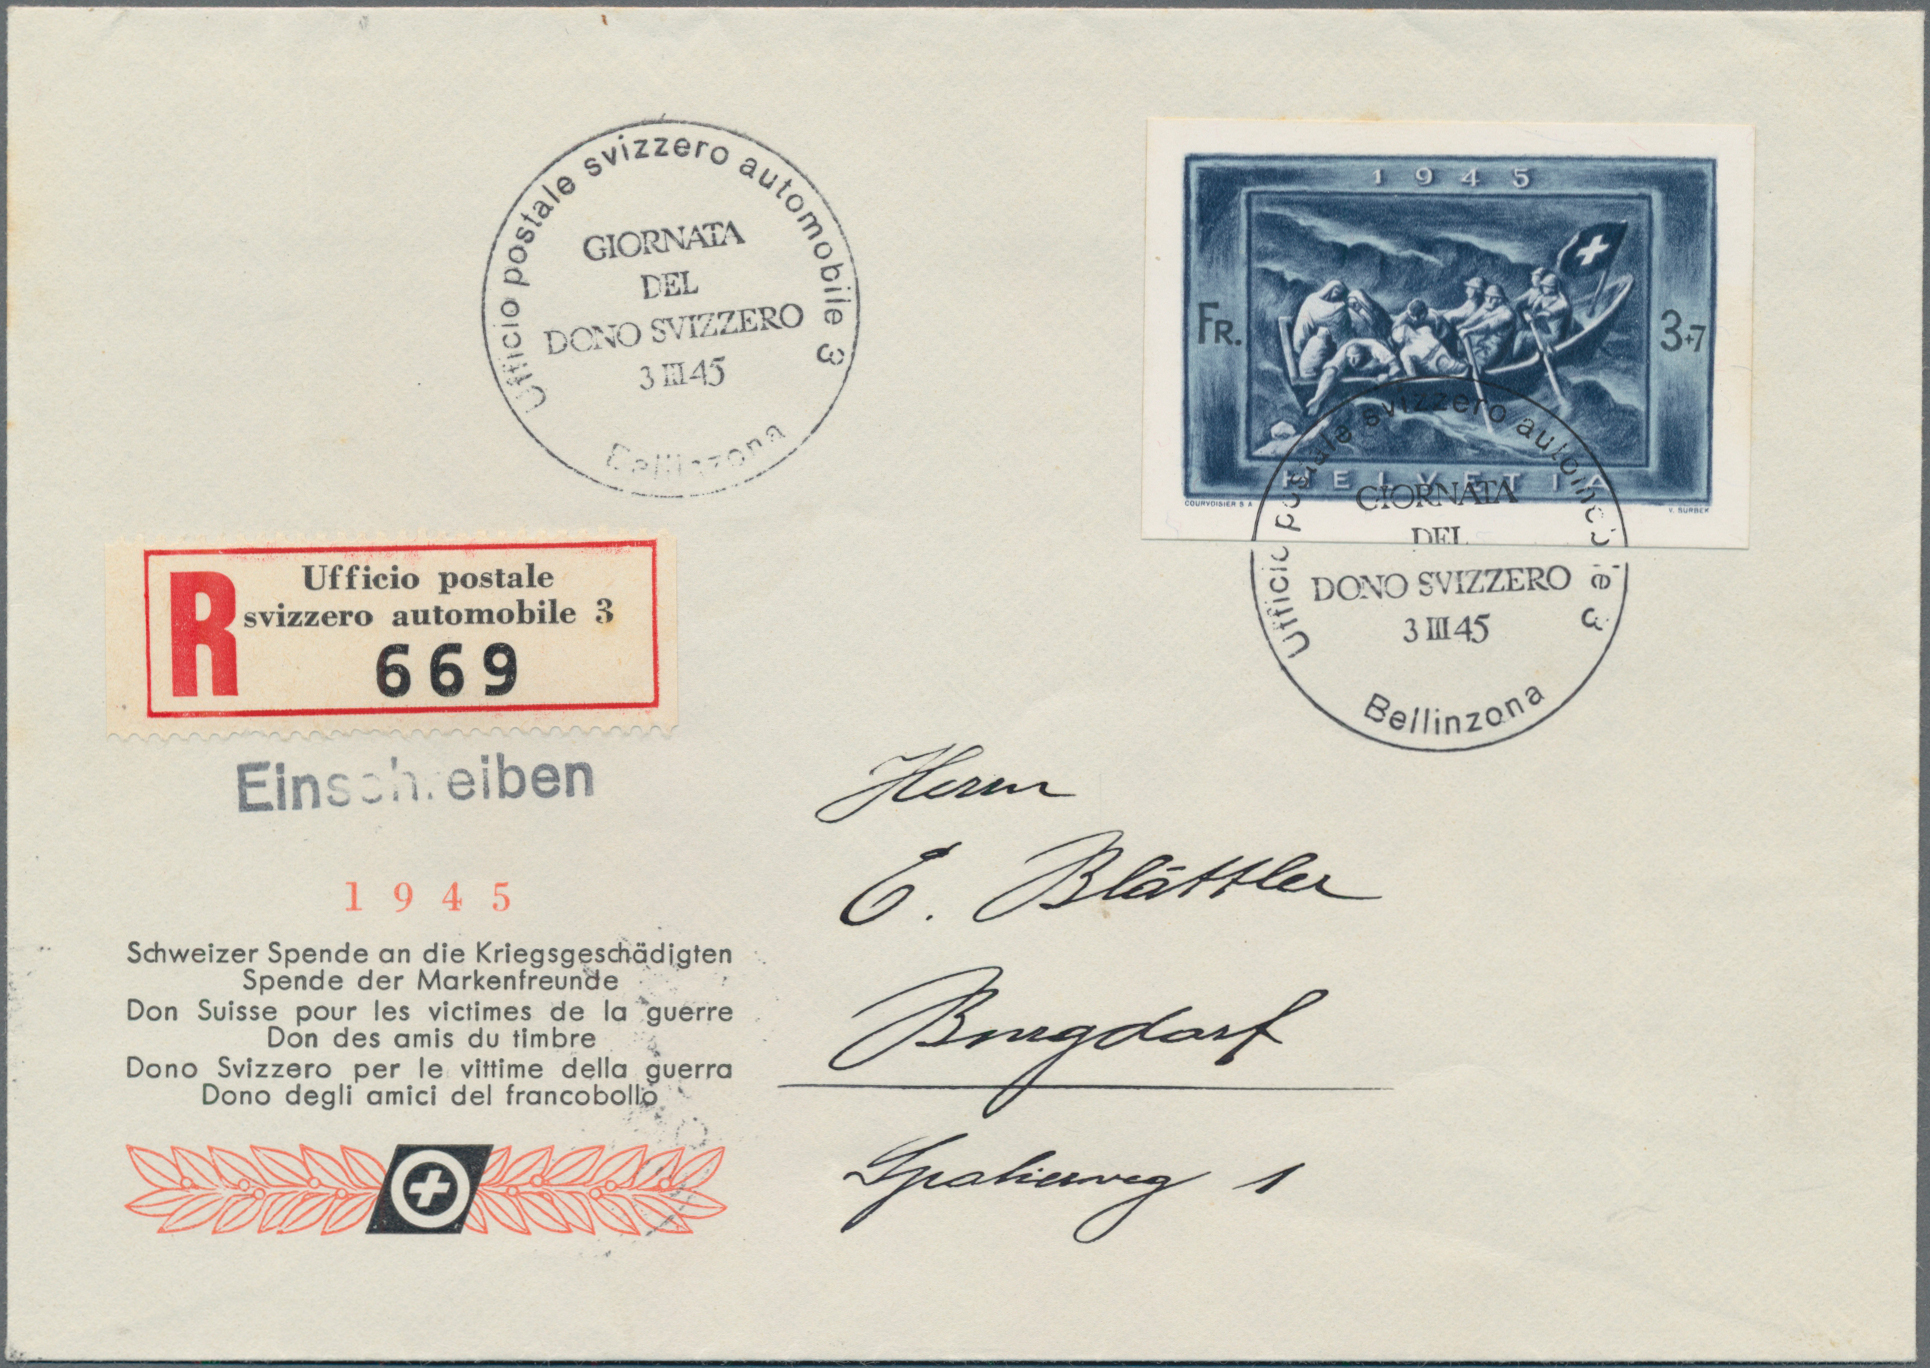 Ufficio postale svizzero automobile 3
GIORNATA
DEL
DONO SVIZZERO
3 III 45
Bellinzona
1945
FR.
3+7
HELVETIA
COURVOISIER S A
V. SURBEK
Ufficio postale svizzero automobile 3
GIORNATA
DEL
DONO SVIZZERO
3 III 45
Bellinzona
R
Ufficio postale
svizzero automobile 3
669
Einschreiben
Herrn
E. Blättler
Burgdorf
Spalierweg 1
1945
Schweizer Spende an die Kriegsgeschädigten
Spende der Markenfreunde
Don Suisse pour les victimes de la guerre
Don des amis du timbre
Dono Svizzero per le vittime della guerra
Dono degli amici del francobollo